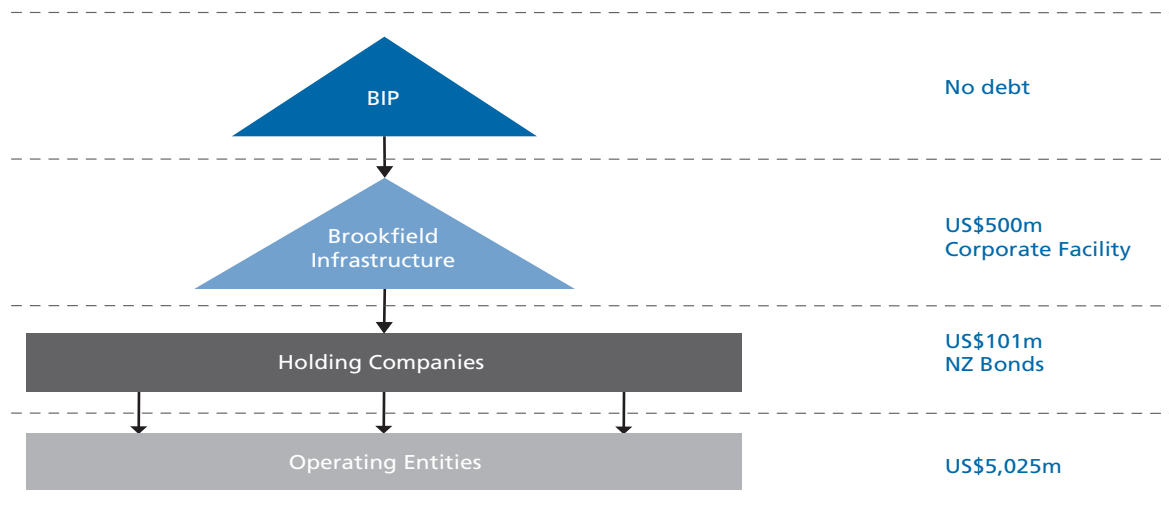 BIP
No debt
Brookfield
Infrastructure
US$500m
Corporate Facility
Holding Companies
US$101m
NZ Bonds
Operating Entities
US$5,025m